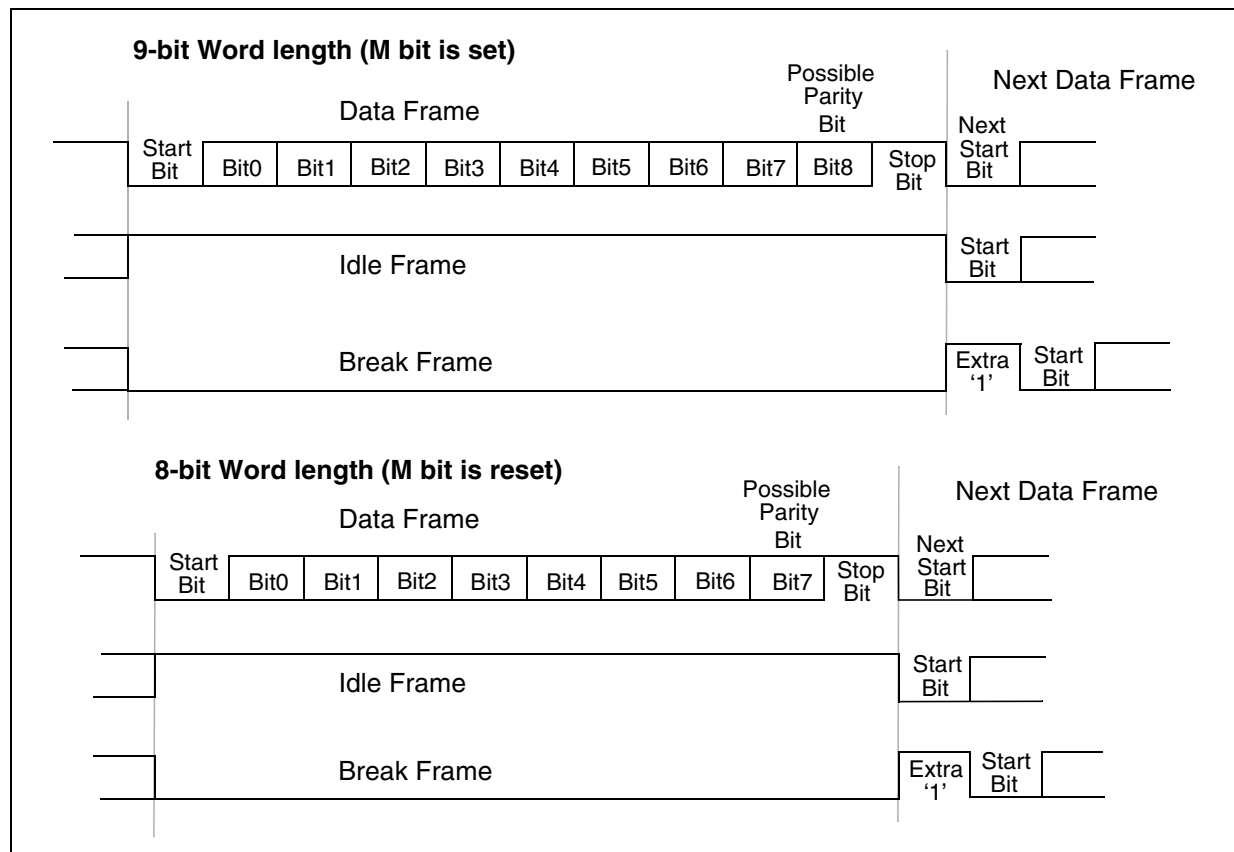 9-bit Word length (M bit is set)
Possible
Parity
Bit
Next Data Frame
Data Frame
Start
Bit
Bit0
Bit1
Bit2
Bit3
Bit4
Bit5
Bit6
Bit7
Bit8
Stop
Bit
Next
Start
Bit
Idle Frame
Start
Bit
Break Frame
Extra
‘1’
Start
Bit
8-bit Word length (M bit is reset)
Possible
Parity
Bit
Next Data Frame
Data Frame
Start
Bit
Bit0
Bit1
Bit2
Bit3
Bit4
Bit5
Bit6
Bit7
Stop
Bit
Next
Start
Bit
Idle Frame
Start
Bit
Break Frame
Extra
‘1’
Start
Bit